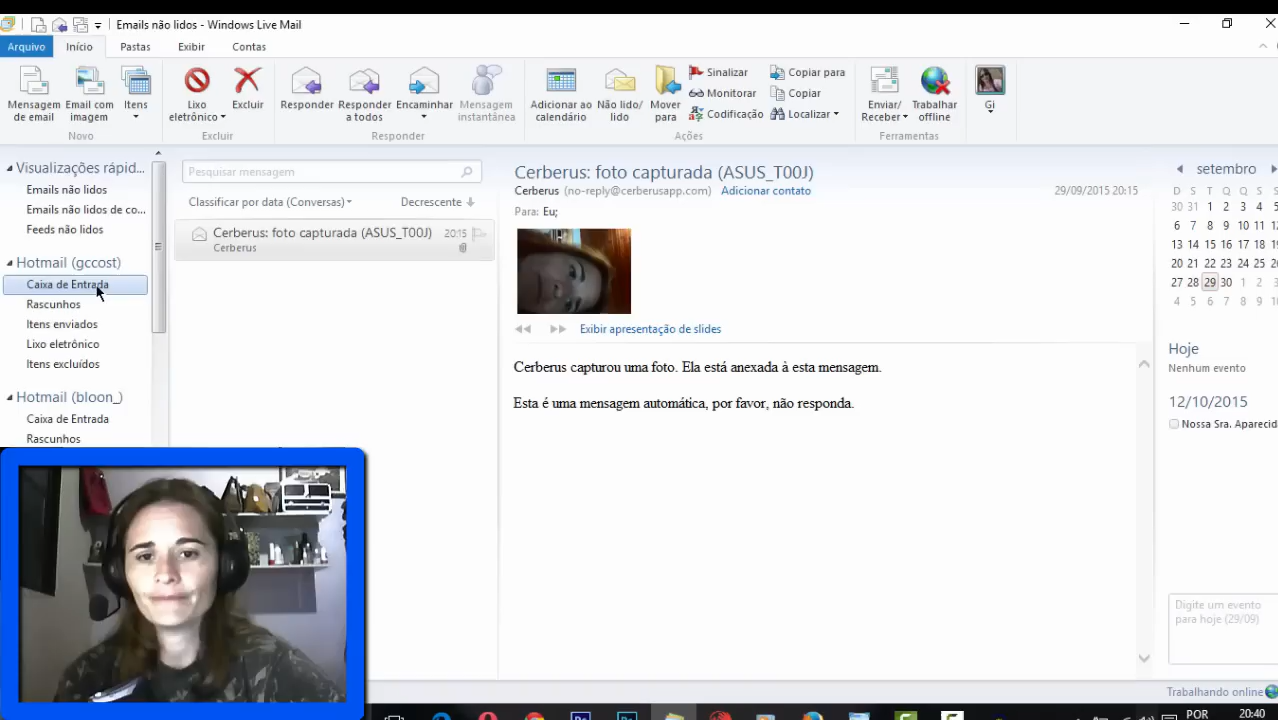 Emails não lidos - Windows Live Mail
Arquivo Início Pastas Exibir Contas
Mensagem de email
Email com imagem
Itens
Novo
Lixo eletrônico
Excluir
Excluir
Responder
Responder a todos
Encaminhar
Mensagem instantânea
Responder
Adicionar ao calendário
Não lido/lido
Mover para
Sinalizar
Monitorar
Codificação
Copiar para
Copiar
Localizar
Ações
Enviar/Receber
Trabalhar offline
Ferramentas
Gi
Visualizações rápid...
Emails não lidos
Emails não lidos de co...
Feeds não lidos
Hotmail (gccost)
Caixa de Entrada
Rascunhos
Itens enviados
Lixo eletrônico
Itens excluídos
Hotmail (bloon_)
Caixa de Entrada
Rascunhos
Pesquisar mensagem
Classificar por data (Conversas) Decrescente
Cerberus: foto capturada (ASUS_T00J) 20:15
Cerberus
Cerberus: foto capturada (ASUS_T00J)
Cerberus (no-reply@cerberusapp.com) Adicionar contato 29/09/2015 20:15
Para: Eu;
Exibir apresentação de slides
Cerberus capturou uma foto. Ela está anexada à esta mensagem.
Esta é uma mensagem automática, por favor, não responda.
setembro
D S T Q Q S S
30 31 1 2 3 4 5
6 7 8 9 10 11 12
13 14 15 16 17 18 19
20 21 22 23 24 25 26
27 28 29 30 1 2 3
4 5 6 7 8 9 10
Hoje
Nenhum evento
12/10/2015
Nossa Sra. Aparecid
Digite um evento
para hoje (29/09)
Trabalhando online
POR 20:40